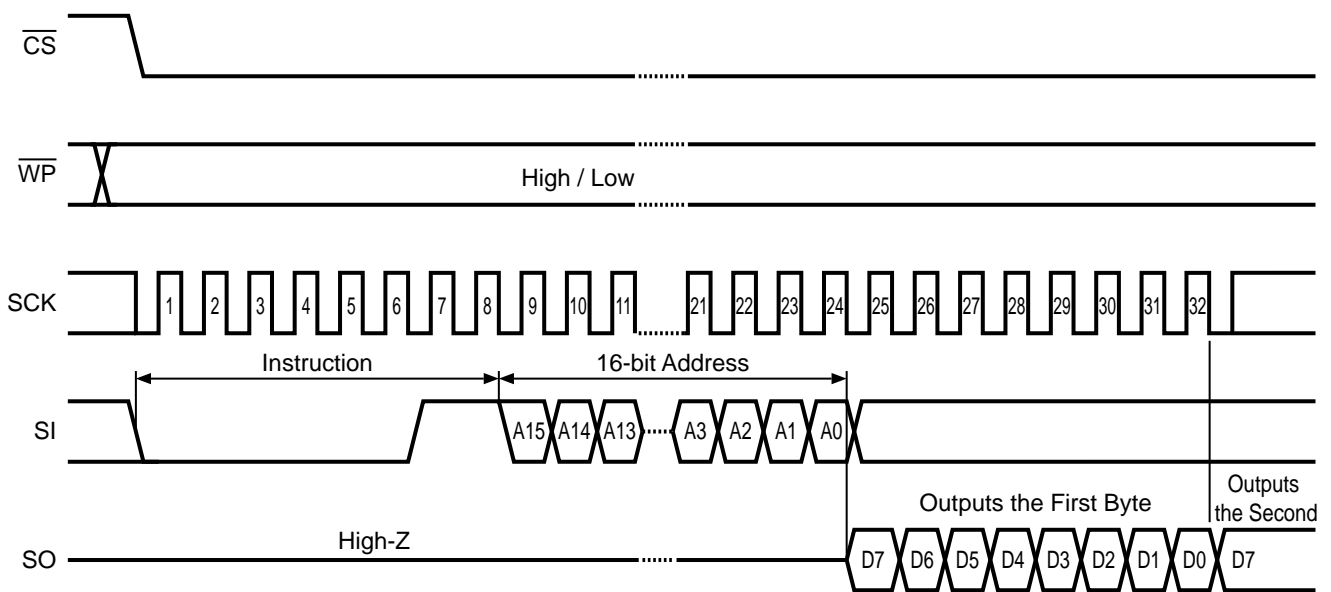 CS
WP
High / Low
SCK
1 2 3 4 5 6 7 8 9 10 11 21 22 23 24 25 26 27 28 29 30 31 32
Instruction
16-bit Address
SI
A15 A14 A13 A3 A2 A1 A0
Outputs the First Byte
Outputs
the Second
SO
High-Z
D7 D6 D5 D4 D3 D2 D1 D0 D7